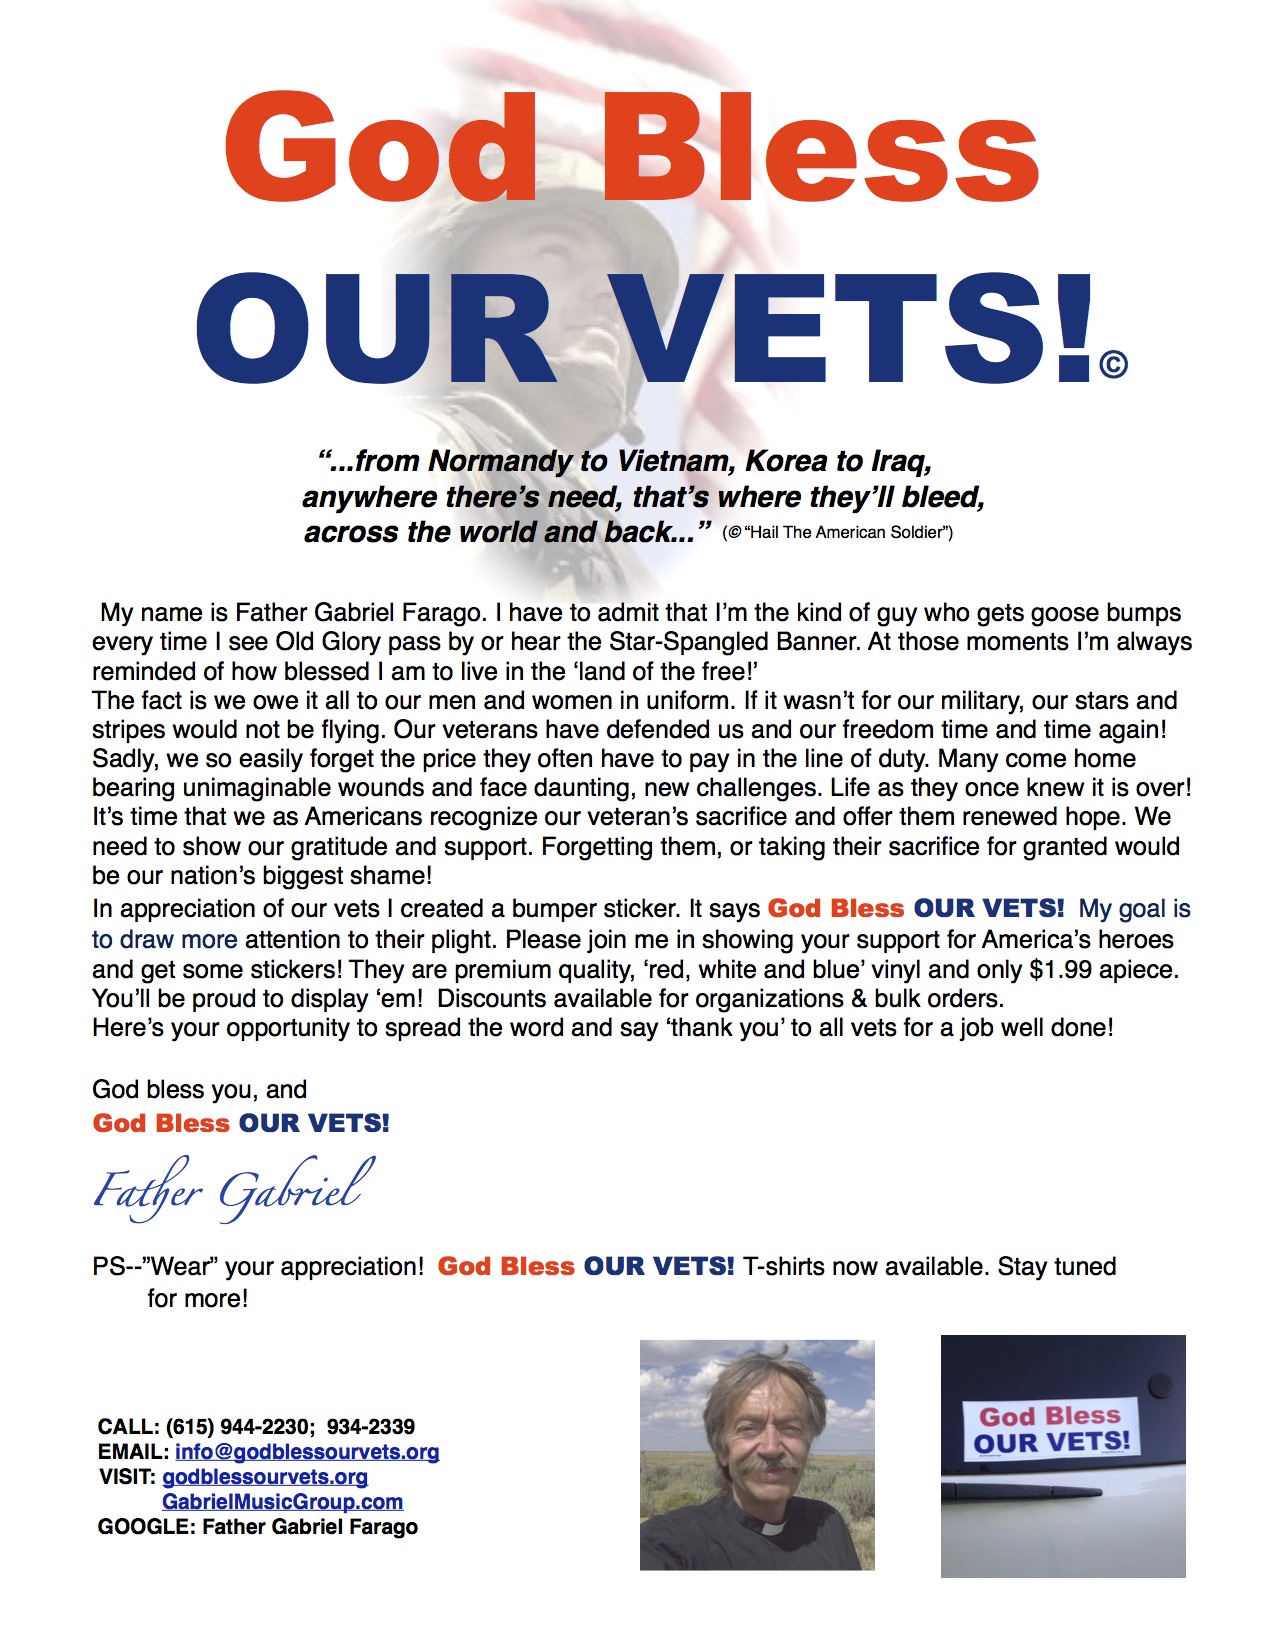 God Bless
OUR VETS!©
“...from Normandy to Vietnam, Korea to Iraq,
anywhere there’s need, that’s where they’ll bleed,
across the world and back...” (© “Hail The American Soldier”)
My name is Father Gabriel Farago. I have to admit that I’m the kind of guy who gets goose bumps
every time I see Old Glory pass by or hear the Star-Spangled Banner. At those moments I’m always
reminded of how blessed I am to live in the ‘land of the free!’
The fact is we owe it all to our men and women in uniform. If it wasn’t for our military, our stars and
stripes would not be flying. Our veterans have defended us and our freedom time and time again!
Sadly, we so easily forget the price they often have to pay in the line of duty. Many come home
bearing unimaginable wounds and face daunting, new challenges. Life as they once knew it is over!
It’s time that we as Americans recognize our veteran’s sacrifice and offer them renewed hope. We
need to show our gratitude and support. Forgetting them, or taking their sacrifice for granted would
be our nation’s biggest shame!
In appreciation of our vets I created a bumper sticker. It says God Bless OUR VETS! My goal is
to draw more attention to their plight. Please join me in showing your support for America’s heroes
and get some stickers! They are premium quality, ‘red, white and blue’ vinyl and only $1.99 apiece.
You’ll be proud to display ‘em! Discounts available for organizations & bulk orders.
Here’s your opportunity to spread the word and say ‘thank you’ to all vets for a job well done!
God bless you, and
God Bless OUR VETS!
Father Gabriel
PS--”Wear” your appreciation! God Bless OUR VETS! T-shirts now available. Stay tuned
for more!
CALL: (615) 944-2230; 934-2339
EMAIL: info@godblessourvets.org
VISIT: godblessourvets.org
GabrielMusicGroup.com
GOOGLE: Father Gabriel Farago
God Bless
OUR VETS!